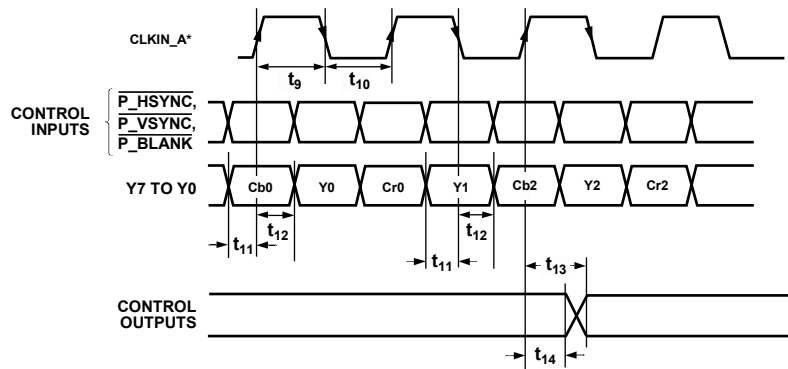 CLKIN_A*
t9
t10
CONTROL INPUTS
P_HSYNC,
P_VSYNC,
P_BLANK
Y7 TO Y0
Cb0
Y0
Cr0
Y1
Cb2
Y2
Cr2
t12
t12
t11
t11
t13
CONTROL OUTPUTS
t14